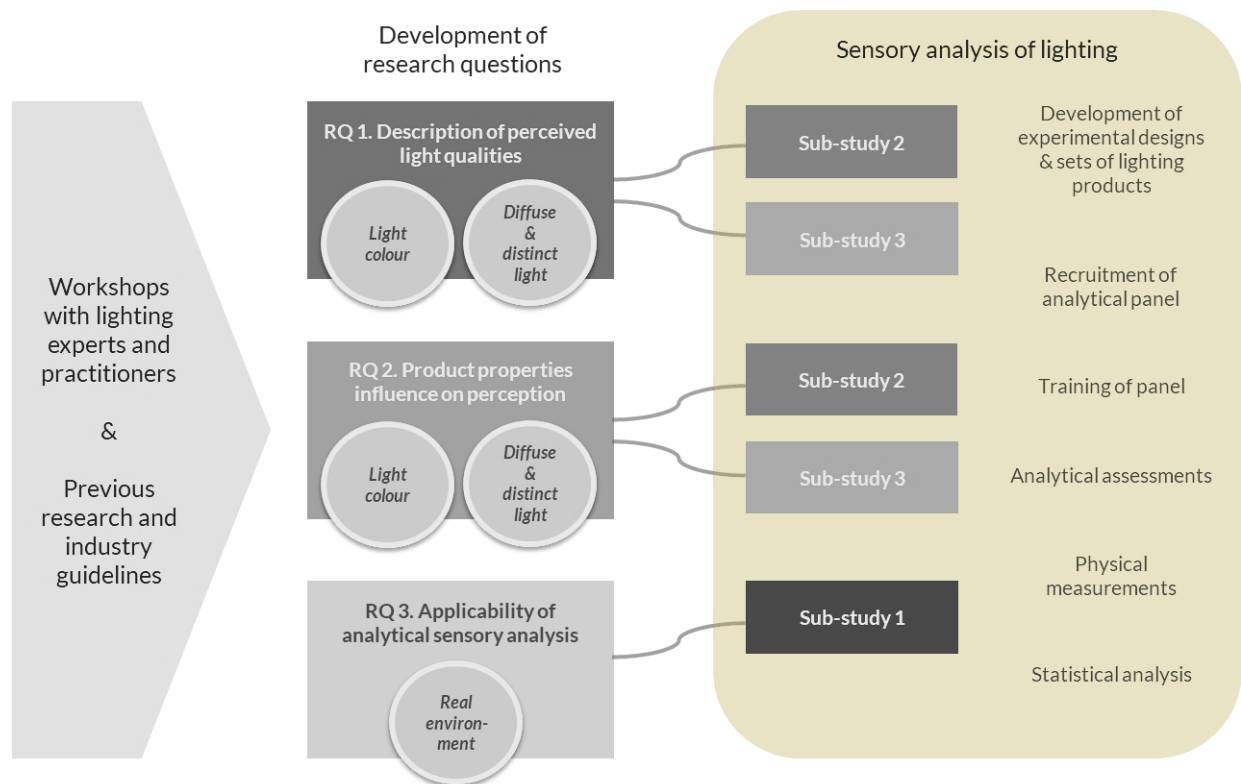 Workshops
with lighting
experts and
practitioners
&
Previous
research and
industry
guidelines
Development of
research questions
RQ 1. Description of perceived
light qualities
Light
colour
Diffuse
&
distinct
light
RQ 2. Product properties
influence on perception
Light
colour
Diffuse
&
distinct
light
RQ 3. Applicability of
analytical sensory analysis
Real
environ-
ment
Sensory analysis of lighting
Sub-study 2
Sub-study 3
Sub-study 2
Sub-study 3
Sub-study 1
Development of
experimental designs
& sets of lighting
products
Recruitment of
analytical panel
Training of panel
Analytical assessments
Physical
measurements
Statistical analysis